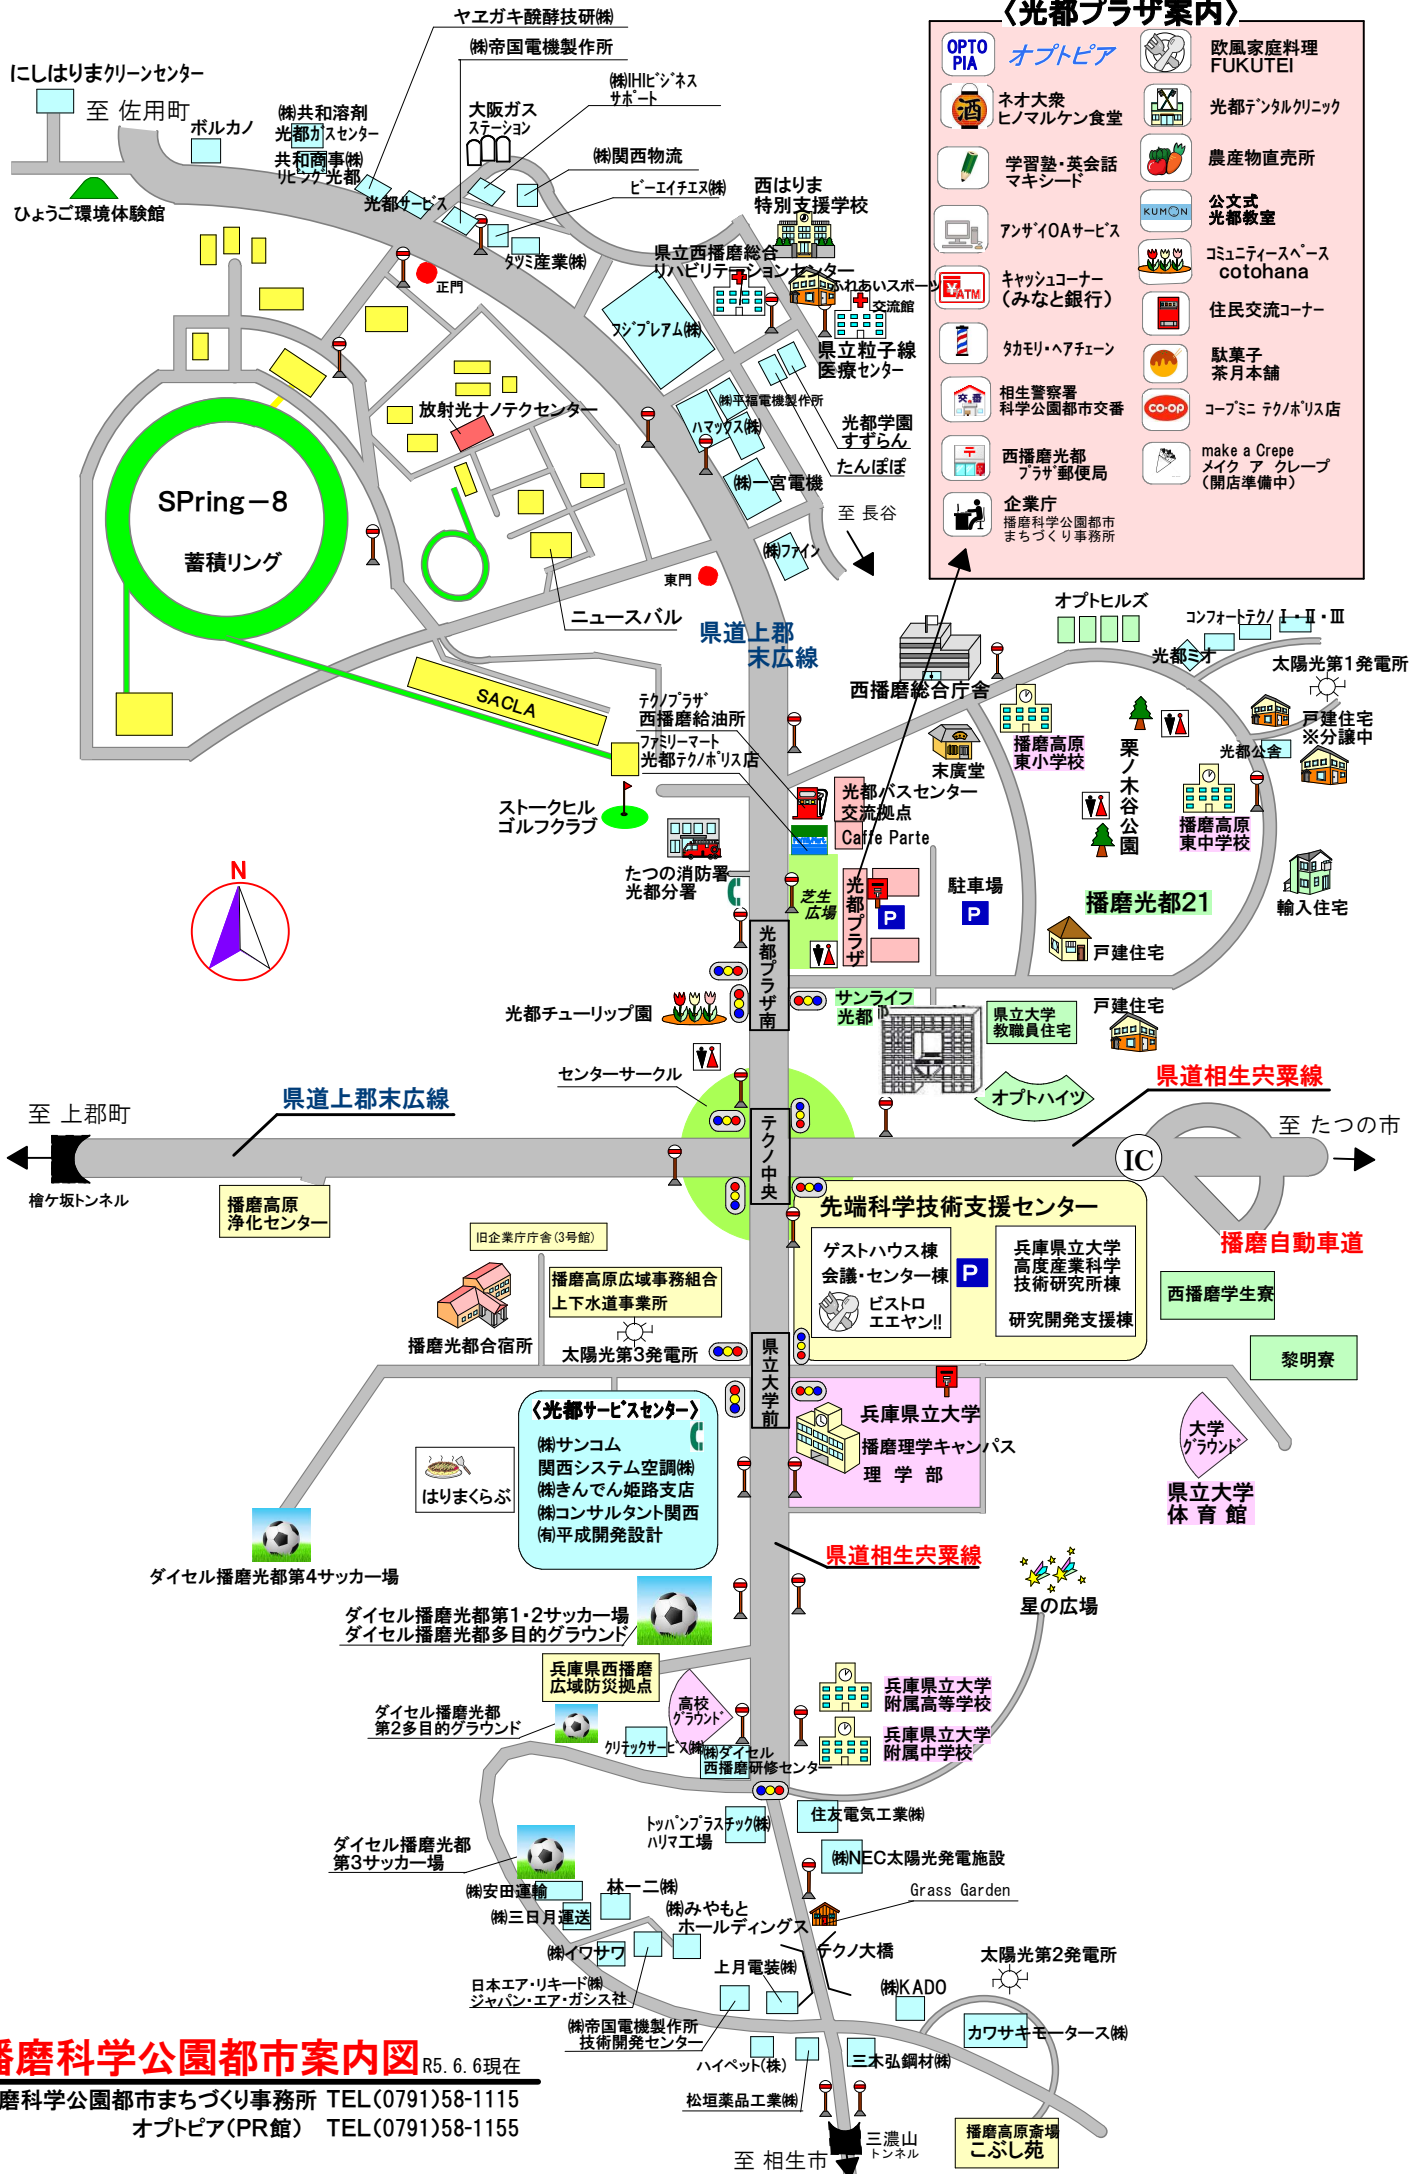 〈光都プラザ案内〉
OPTO
PIA
オプトピア
欧風家庭料理
FUKUTEI
酒
ネオ大衆
ヒノマルケン食堂
光都デンタルクリニック
学習塾・英会話
マキシード
農産物直売所
アンザイOAサービス
KUMON
公文式
光都教室
ATM
キャッシュコーナー
(みなと銀行)
コミュニティースペース
cotohana
タカモリ・ヘアチェーン
住民交流コーナー
駄菓子
茶月本舗
交番
相生警察署
科学公園都市交番
CO・OP
コープミニ テクノポリス店
西播磨光都
プラザ郵便局
make a Crepe
メイク ア クレープ
(開店準備中)
企業庁
播磨科学公園都市
まちづくり事務所
ヤヱガキ醗酵技研㈱
㈱帝国電機製作所
にしはりまクリーンセンター
㈱IHIビジネス
サポート
至 佐用町
ボルカノ
㈱共和溶剤
光都ガスセンター
共和商事㈱
リビング光都
大阪ガス
ステーション
㈱関西物流
ビーエイチエヌ㈱
光都サービス
ひょうご環境体験館
タツミ産業㈱
西はりま
特別支援学校
県立西播磨総合
リハビリテーションセンター
ふれあいスポーツ
交流館
正門
フジプレアム㈱
県立粒子線
医療センター
㈱平福電機製作所
ハマックス㈱
光都学園
すずらん
たんぽぽ
放射光ナノテクセンター
㈱一宮電機
至 長谷
SPring−8
蓄積リング
㈱ファイン
東門
ニュースバル
県道上郡
末広線
SACLA
オプトヒルズ
コンフォートテクノ Ⅰ・Ⅱ・Ⅲ
光都ミオ
太陽光第1発電所
西播磨総合庁舎
戸建住宅
※分譲中
テクノプラザ
西播磨給油所
ファミリーマート
光都テクノポリス店
末廣堂
播磨高原
東小学校
光都公舎
栗ノ木谷公園
播磨高原
東中学校
光都バスセンター
交流拠点
Caffe Parte
ストークヒル
ゴルフクラブ
たつの消防署
光都分署
芝生
広場
光都プラザ
P
駐車場
P
播磨光都21
輸入住宅
戸建住宅
N
光都プラザ南
光都チューリップ園
サンライフ
光都
県立大学
教職員住宅
戸建住宅
センターサークル
オプトハイツ
県道相生宍粟線
県道上郡末広線
至 上郡町
至 たつの市
テクノ中央
IC
檜ケ坂トンネル
播磨高原
浄化センター
播磨自動車道
先端科学技術支援センター
ゲストハウス棟
会議・センター棟
ビストロ
エエヤン!!
P
兵庫県立大学
高度産業科学
技術研究所棟
研究開発支援棟
旧企業庁庁舎(3号館)
播磨高原広域事務組合
上下水道事業所
播磨光都合宿所
太陽光第3発電所
西播磨学生寮
黎明寮
県立大学前
〈光都サービスセンター〉
㈱サンコム
関西システム空調㈱
㈱きんでん姫路支店
㈱コンサルタント関西
㈲平成開発設計
はりまくらぶ
兵庫県立大学
播磨理学キャンパス
理 学 部
大学
グラウンド
県立大学
体 育 館
ダイセル播磨光都第4サッカー場
県道相生宍粟線
星の広場
ダイセル播磨光都第1・2サッカー場
ダイセル播磨光都多目的グラウンド
兵庫県西播磨
広域防災拠点
高校
グラウンド
兵庫県立大学
附属高等学校
兵庫県立大学
附属中学校
ダイセル播磨光都
第2多目的グラウンド
クリテックサービス㈱
㈱ダイセル
西播磨研修センター
トッパンプラスチック㈱
ハリマ工場
住友電気工業㈱
㈱NEC太陽光発電施設
ダイセル播磨光都
第3サッカー場
㈱安田運輸
㈱三日月運送
林一二㈱
㈱みやもと
ホールディングス
Grass Garden
㈱イワサワ
テクノ大橋
日本エア・リキード㈱
ジャパン・エア・ガシス社
上月電装㈱
太陽光第2発電所
㈱KADO
㈱帝国電機製作所
技術開発センター
カワサキモータース㈱
ハイペット(株)
三木弘鋼材㈱
松垣薬品工業㈱
播磨科学公園都市案内図 R5.6.6現在
磨科学公園都市まちづくり事務所 TEL(0791)58-1115
オプトピア(PR館) TEL(0791)58-1155
三濃山
トンネル
至 相生市
播磨高原斎場
こぶし苑